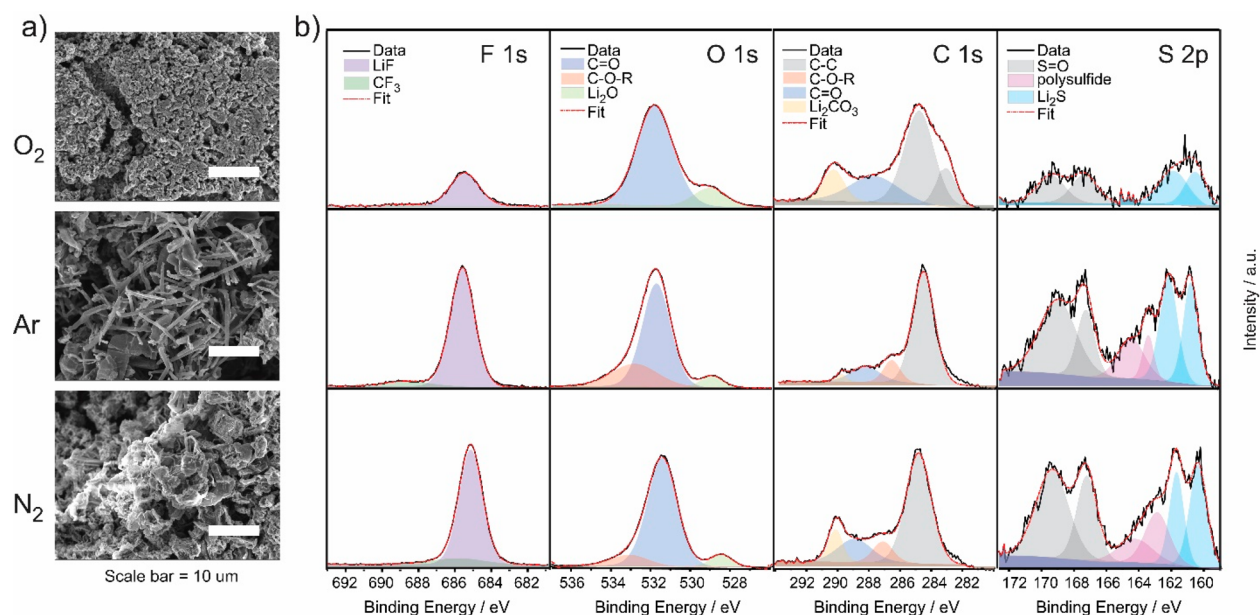 a)
O₂
Ar
N₂
Scale bar = 10 um
b)
Data
LiF
CF₃
Fit
F 1s
Data
C=O
C-O-R
Li₂O
Fit
O 1s
Data
C-C
C-O-R
C=O
Li₂CO₃
Fit
C 1s
Data
S=O
polysulfide
Li₂S
Fit
S 2p
Intensity / a.u.
692 690 688 686 684 682
536 534 532 530 528
292 290 288 286 284 282
172 170 168 166 164 162 160
Binding Energy / eV
Binding Energy / eV
Binding Energy / eV
Binding Energy / eV